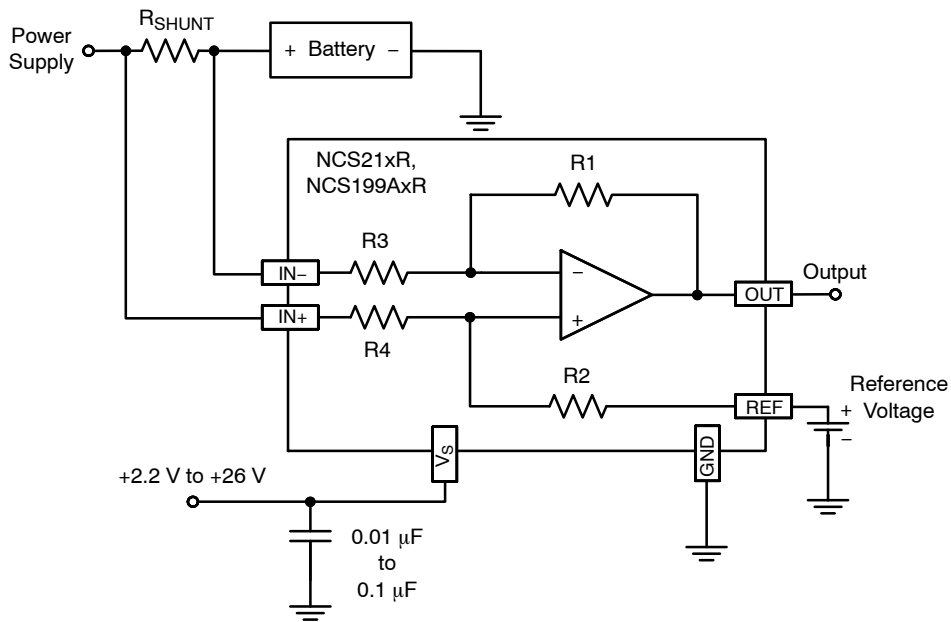 Power
Supply
RSHUNT
+ Battery −
NCS21xR,
NCS199AxR
R1
R3
IN−
−
Output
OUT
IN+
+
R4
R2
REF
Reference
Voltage
+
−
VS
GND
+2.2 V to +26 V
0.01 μF
to
0.1 μF